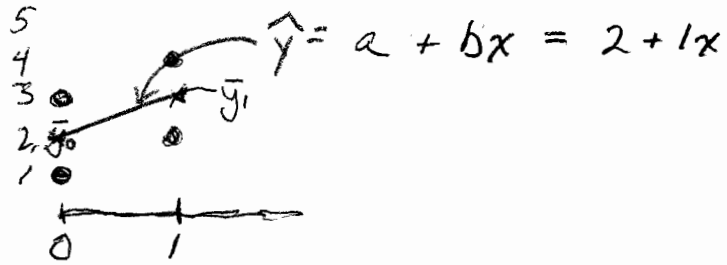 5
4
ŷ = a + bx = 2 + 1x
3
ȳ₁
2
ȳ₀
1
0 1